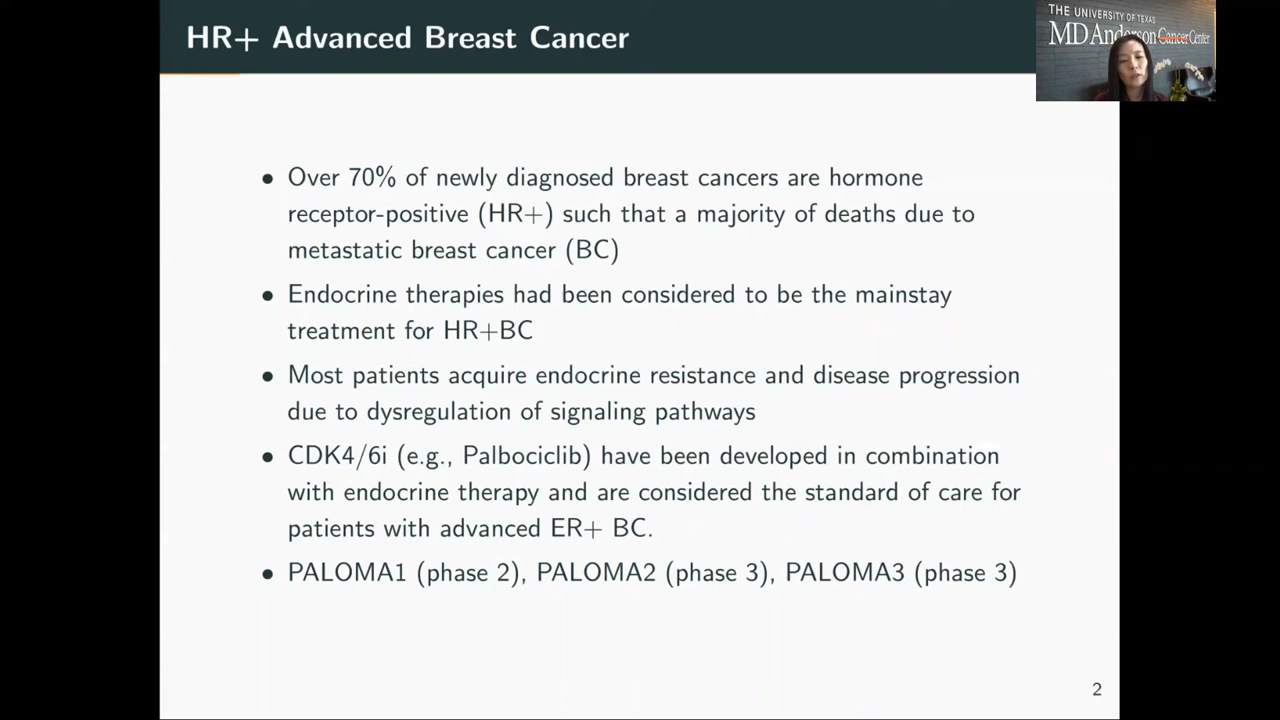 HR+ Advanced Breast Cancer
THE UNIVERSITY OF TEXAS
MD Anderson Cancer Center
• Over 70% of newly diagnosed breast cancers are hormone
receptor-positive (HR+) such that a majority of deaths due to
metastatic breast cancer (BC)
• Endocrine therapies had been considered to be the mainstay
treatment for HR+BC
• Most patients acquire endocrine resistance and disease progression
due to dysregulation of signaling pathways
• CDK4/6i (e.g., Palbociclib) have been developed in combination
with endocrine therapy and are considered the standard of care for
patients with advanced ER+ BC.
• PALOMA1 (phase 2), PALOMA2 (phase 3), PALOMA3 (phase 3)
2